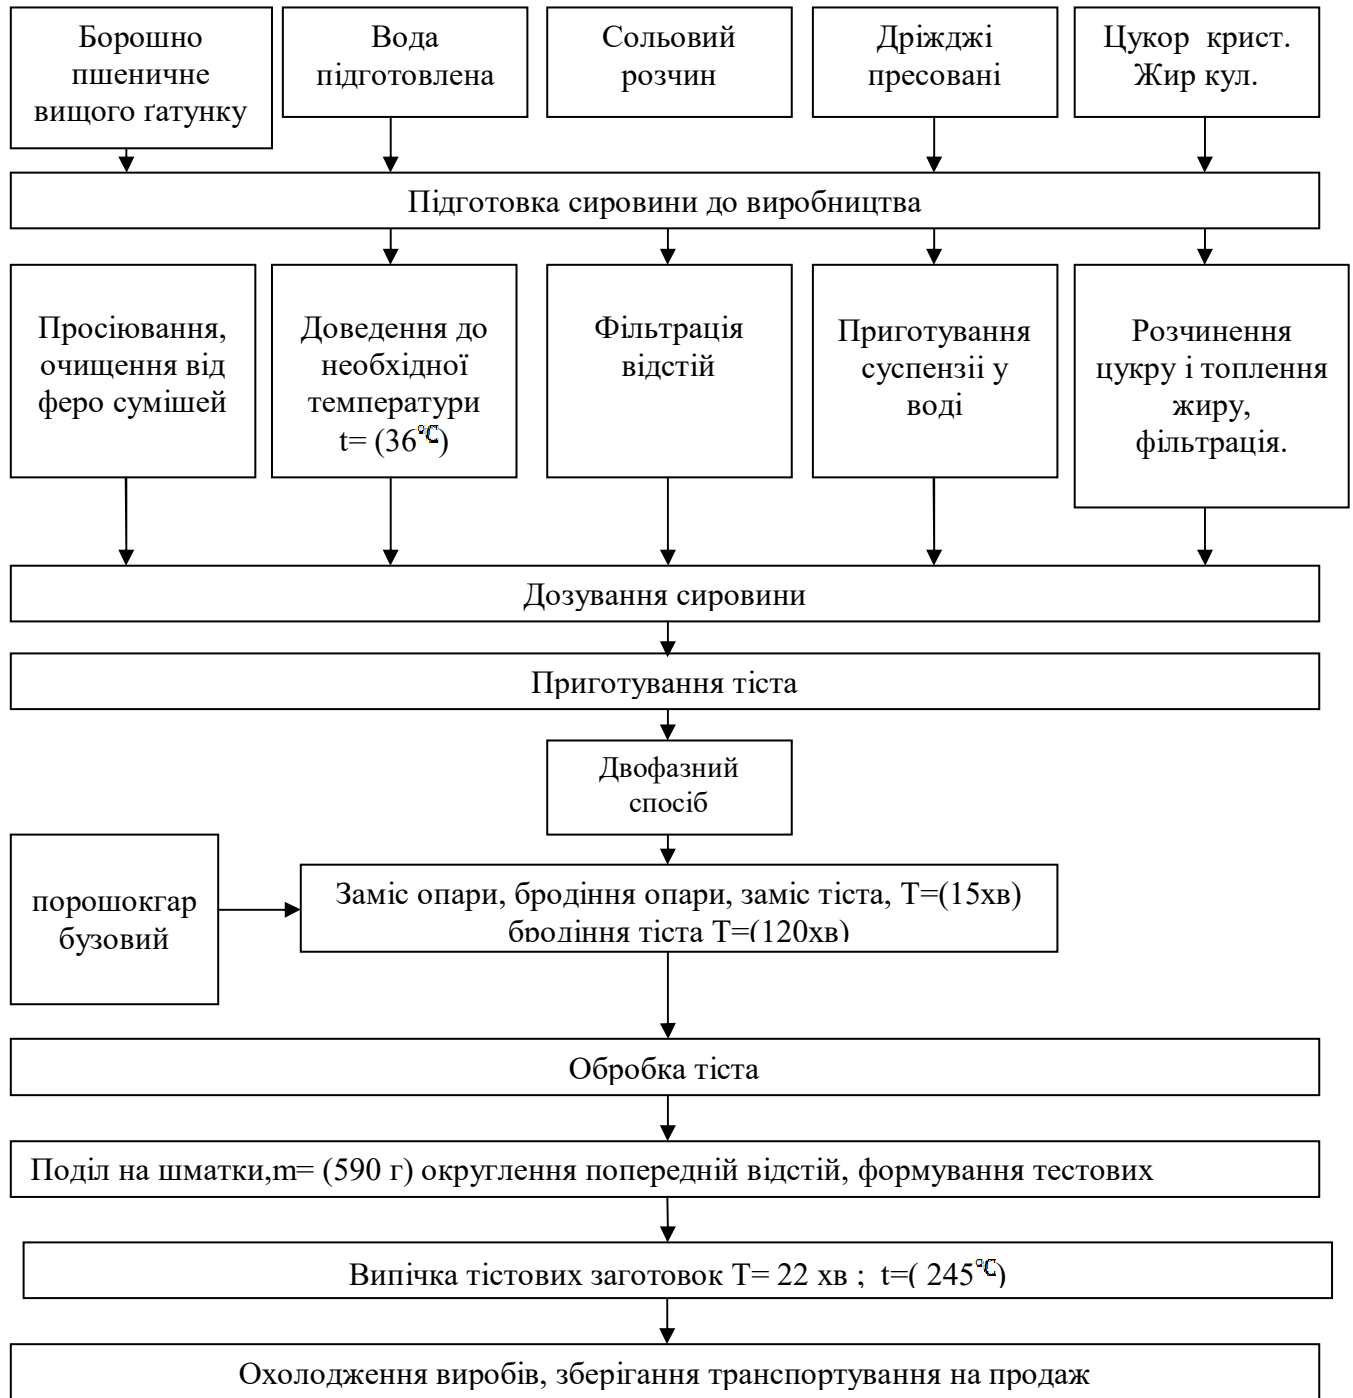 Борошно
пшеничне
вищого ґатунку
Вода
підготовлена
Сольовий
розчин
Дріжджі
пресовані
Цукор крист.
Жир кул.
Підготовка сировини до виробництва
Просіювання,
очищення від
феро сумішей
Доведення до
необхідної
температури
t= (36℃)
Фільтрація
відстій
Приготування
суспензіі у
воді
Розчинення
цукру і топлення
жиру,
фільтрація.
Дозування сировини
Приготування тіста
Двофазний
спосіб
порошокгар
бузовий
Заміс опари, бродіння опари, заміс тіста, Т=(15хв)
бродіння тіста Т=(120хв)
Обробка тіста
Поділ на шматки,m= (590 г) округлення попередній відстій, формування тестових
Випічка тістових заготовок Т= 22 хв ; t=( 245℃)
Охолодження виробів, зберігання транспортування на продаж